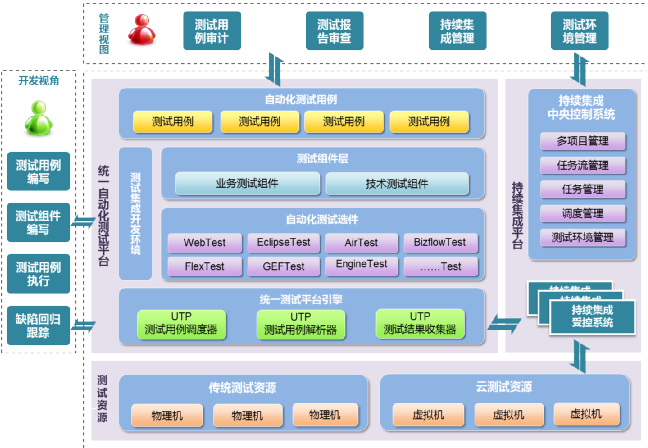 管理视图
测试用
例审计
测试报
告审查
持续集
成管理
测试环
境管理
开发视角
测试用例
编写
测试组件
编写
测试用例
执行
缺陷回归
跟踪
统一自动化测试平台
自动化测试用例
测试用例
测试用例
测试用例
测试用例
测试集成开发环境
测试组件层
业务测试组件
技术测试组件
自动化测试选件
WebTest
EclipseTest
AirTest
BizflowTest
FlexTest
GEFTest
EngineTest
……Test
统一测试平台引擎
UTP
测试用例调度器
UTP
测试用例解析器
UTP
测试结果收集器
持续集成平台
持续集成
中央控制系统
多项目管理
任务流管理
任务管理
调度管理
测试环境管理
持续集成
持续集成
持续集成
受控系统
测试资源
传统测试资源
物理机
物理机
物理机
云测试资源
虚拟机
虚拟机
虚拟机